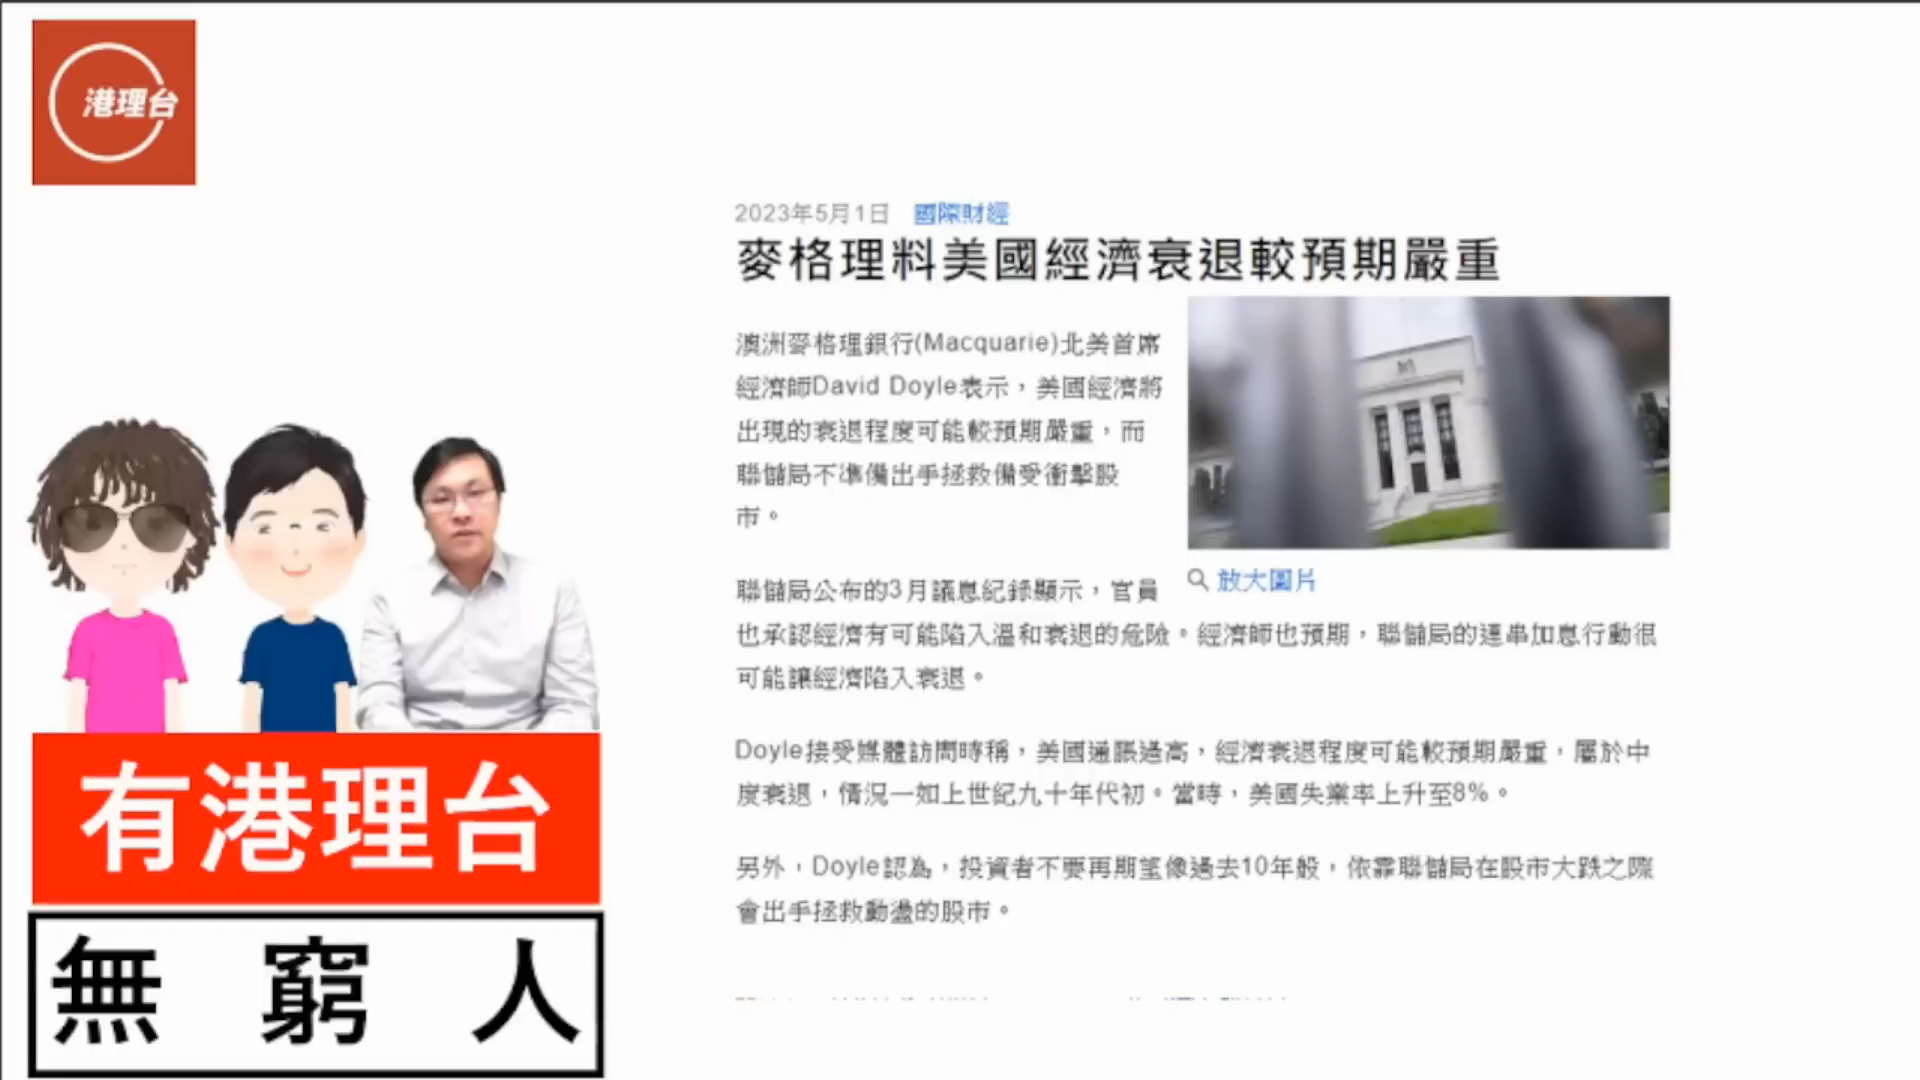 港理台
2023年5月1日 國際財經
麥格理料美國經濟衰退較預期嚴重
澳洲麥格理銀行(Macquarie)北美首席
經濟師David Doyle表示，美國經濟將
出現的衰退程度可能較預期嚴重，而
聯儲局不準備出手拯救備受衝擊股
市。
放大圖片
聯儲局公布的3月議息紀錄顯示，官員
也承認經濟有可能陷入溫和衰退的危險。經濟師也預期，聯儲局的連串加息行動很
可能讓經濟陷入衰退。
Doyle接受媒體訪問時稱，美國通脹過高，經濟衰退程度可能較預期嚴重，屬於中
度衰退，情況一如上世紀九十年代初。當時，美國失業率上升至8%。
另外，Doyle認為，投資者不要再期望像過去10年般，依靠聯儲局在股市大跌之際
會出手拯救動盪的股市。
有港理台
無窮人